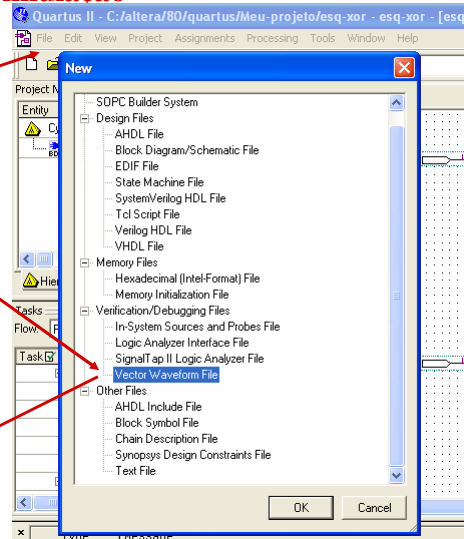 Quartus II - C:/altera/80/quartus/Meu-projeto/esq-xor - esq-xor - [esq
File Edit View Project Assignments Processing Tools Window Help
New
Project N
Entity
Cy
SOPC Builder System
Design Files
AHDL File
Block Diagram/Schematic File
EDIF File
State Machine File
SystemVerilog HDL File
Tcl Script File
Verilog HDL File
VHDL File
Memory Files
Hexadecimal (Intel-Format) File
Memory Initialization File
Verification/Debugging Files
In-System Sources and Probes File
Logic Analyzer Interface File
SignalTap II Logic Analyzer File
Vector Waveform File
Other Files
AHDL Include File
Block Symbol File
Chain Description File
Synopsys Design Constraints File
Text File
Hier
Tasks
Flow:
Task
OK Cancel
Type Message